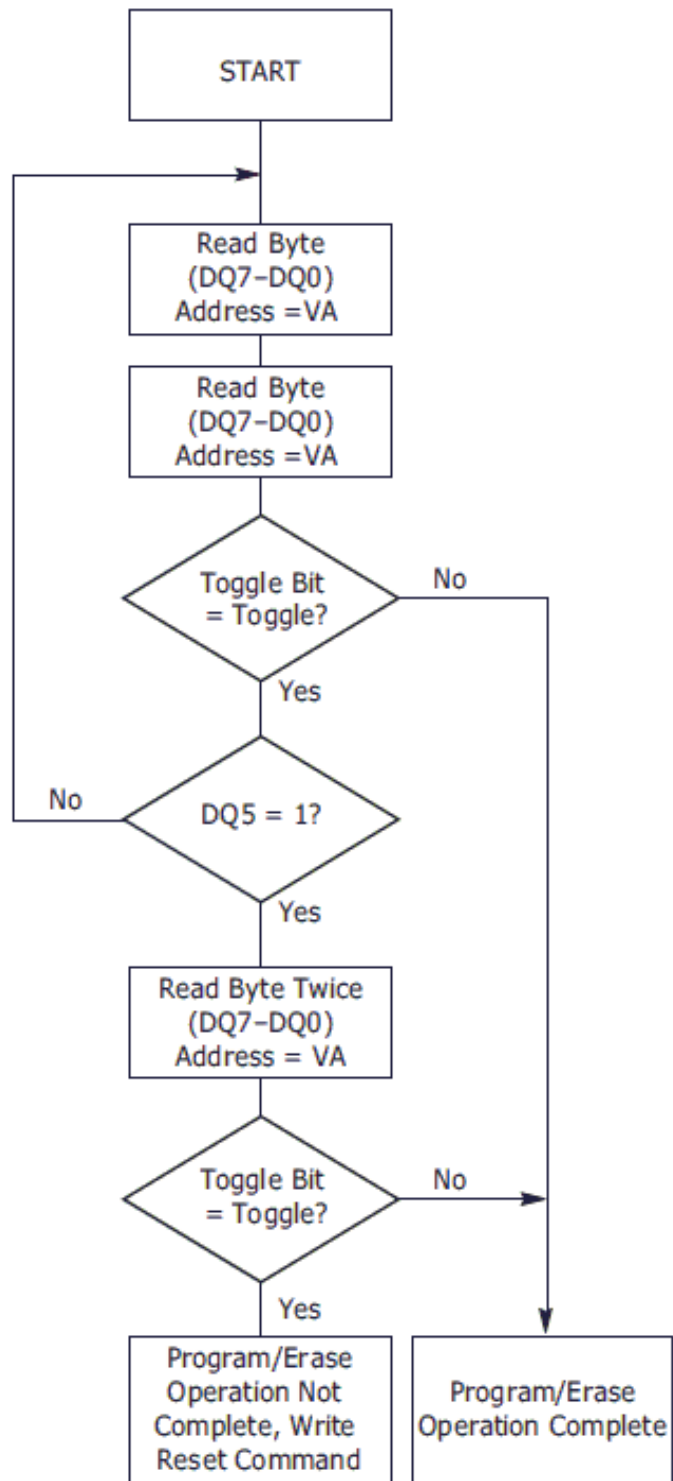 START
Read Byte
(DQ7–DQ0)
Address =VA
Read Byte
(DQ7–DQ0)
Address =VA
Toggle Bit
= Toggle?
No
Yes
No
DQ5 = 1?
Yes
Read Byte Twice
(DQ7–DQ0)
Address = VA
Toggle Bit
= Toggle?
No
Yes
Program/Erase
Operation Not
Complete, Write
Reset Command
Program/Erase
Operation Complete